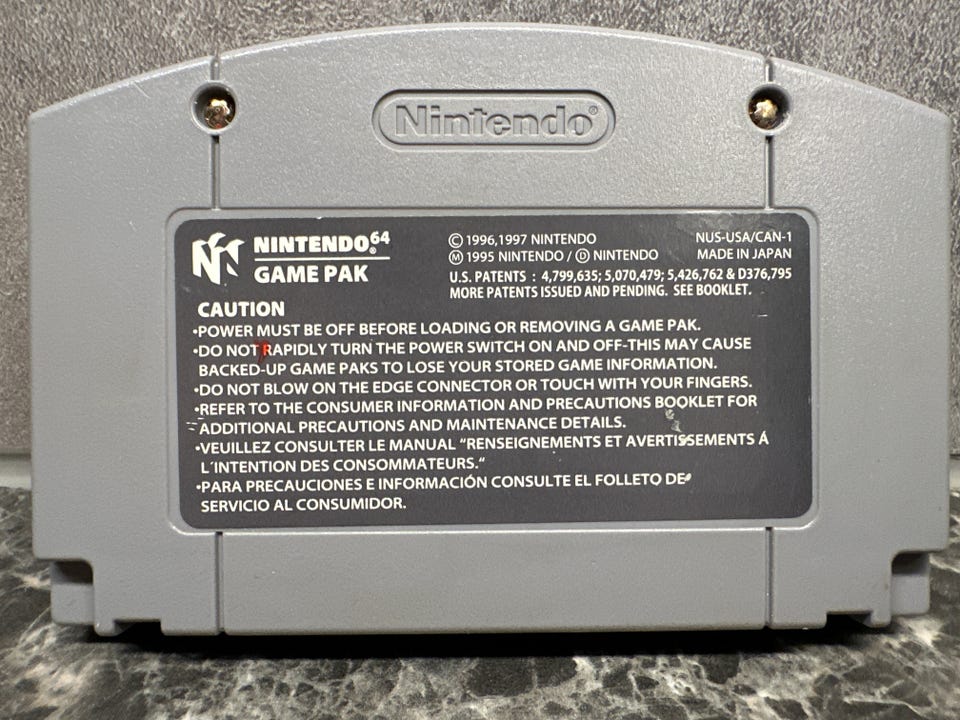 Nintendo®
NINTENDO®64
GAME PAK
© 1996,1997 NINTENDO
Ⓜ 1995 NINTENDO / Ⓓ NINTENDO
NUS-USA/CAN-1
MADE IN JAPAN
U.S. PATENTS : 4,799,635; 5,070,479; 5,426,762 & D376,795
MORE PATENTS ISSUED AND PENDING. SEE BOOKLET.
CAUTION
•POWER MUST BE OFF BEFORE LOADING OR REMOVING A GAME PAK.
•DO NOT RAPIDLY TURN THE POWER SWITCH ON AND OFF-THIS MAY CAUSE
BACKED-UP GAME PAKS TO LOSE YOUR STORED GAME INFORMATION.
•DO NOT BLOW ON THE EDGE CONNECTOR OR TOUCH WITH YOUR FINGERS.
•REFER TO THE CONSUMER INFORMATION AND PRECAUTIONS BOOKLET FOR
ADDITIONAL PRECAUTIONS AND MAINTENANCE DETAILS.
•VEUILLEZ CONSULTER LE MANUAL “RENSEIGNEMENTS ET AVERTISSEMENTS Á
L´INTENTION DES CONSOMMATEURS.“
•PARA PRECAUCIONES E INFORMACIÓN CONSULTE EL FOLLETO DE
SERVICIO AL CONSUMIDOR.